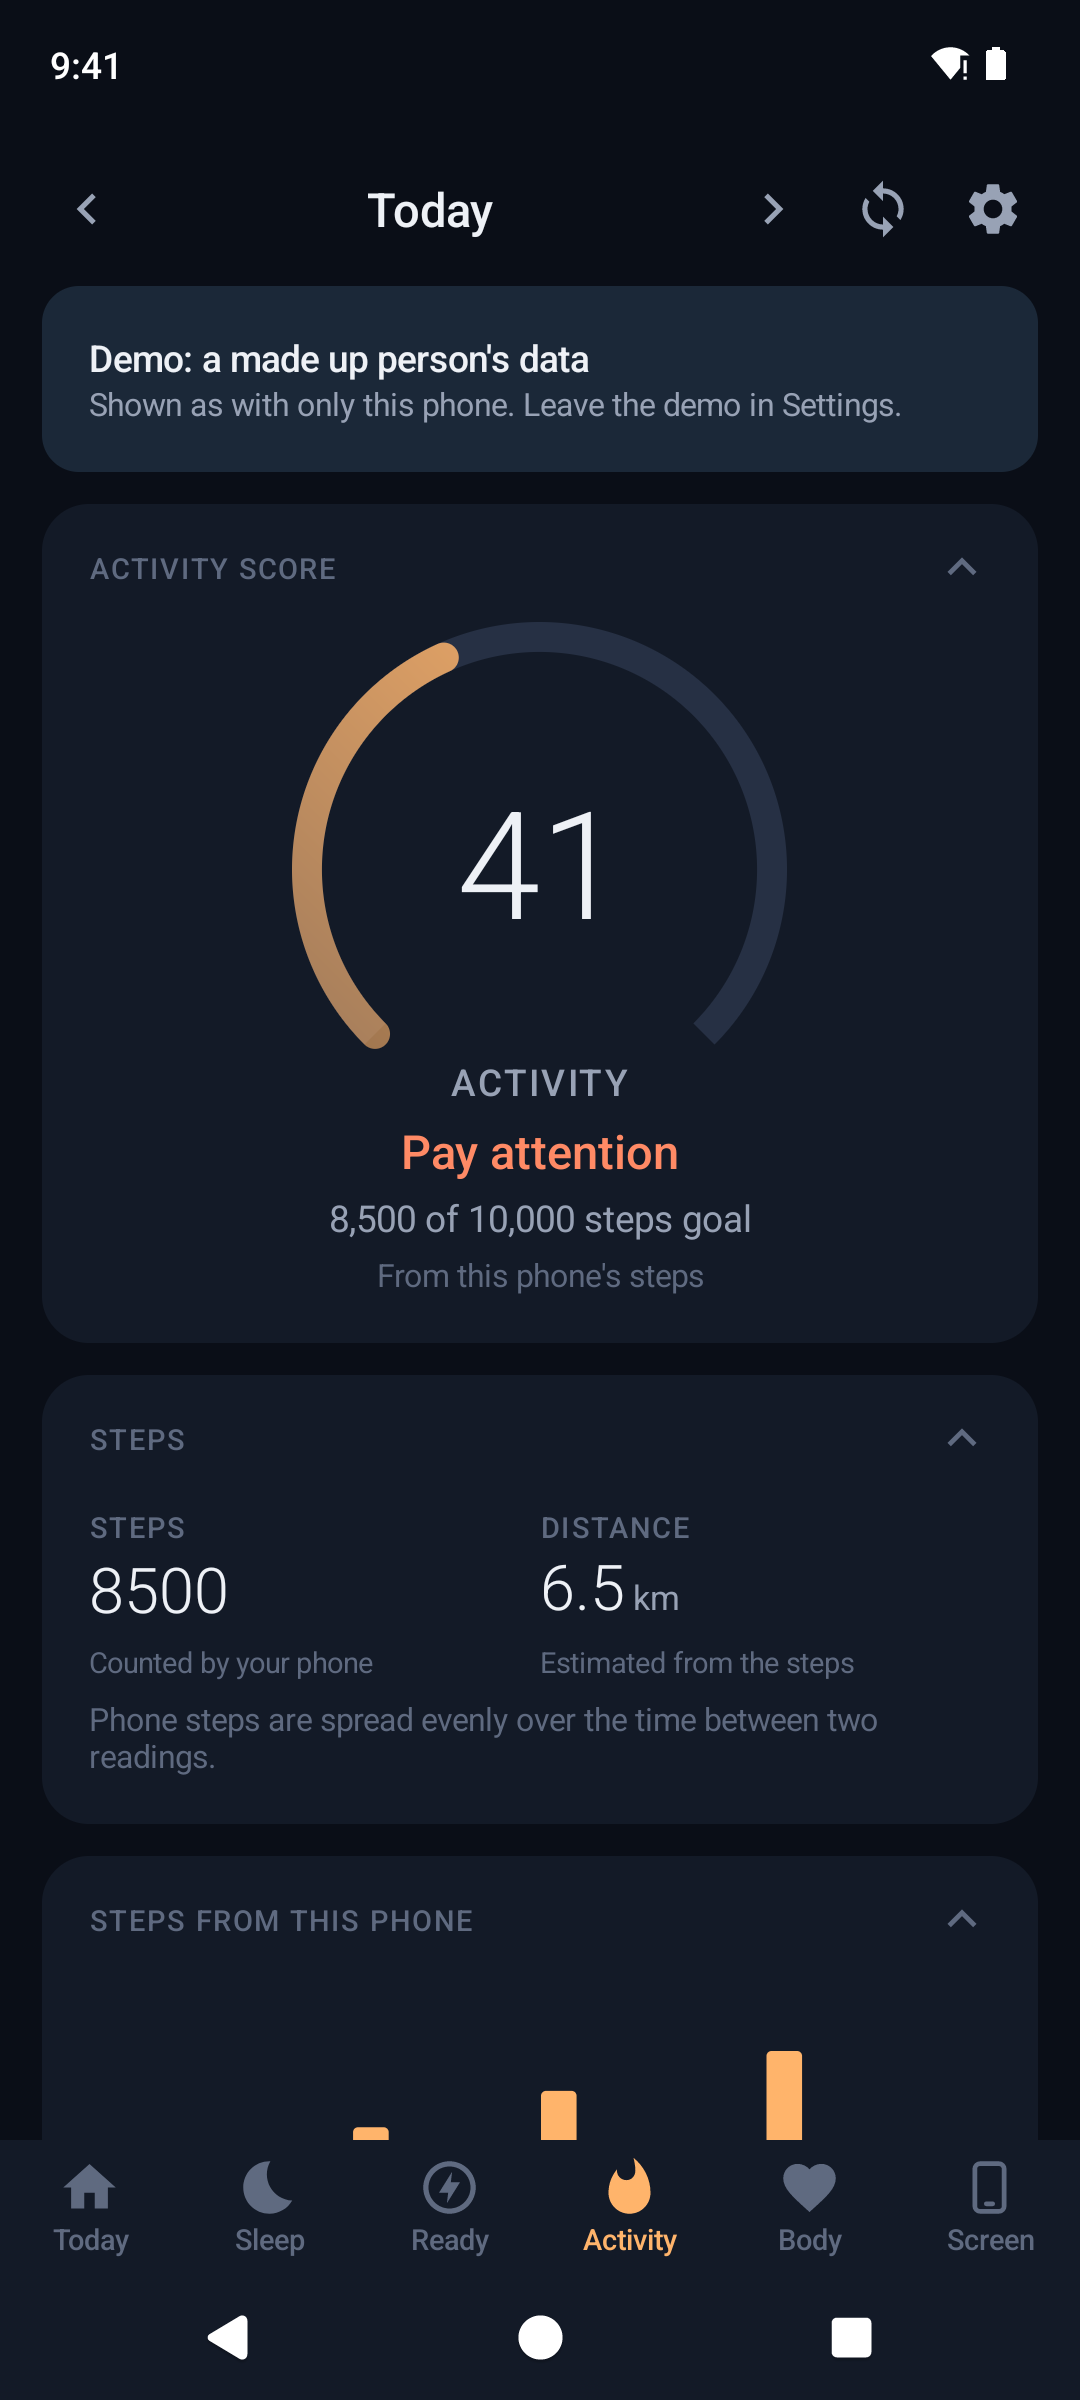 9:41
Today
Demo: a made up person's data
Shown as with only this phone. Leave the demo in Settings.
ACTIVITY SCORE
41
ACTIVITY
Pay attention
8,500 of 10,000 steps goal
From this phone's steps
STEPS
STEPS
8500
Counted by your phone
DISTANCE
6.5 km
Estimated from the steps
Phone steps are spread evenly over the time between two
readings.
STEPS FROM THIS PHONE
Today
Sleep
Ready
Activity
Body
Screen